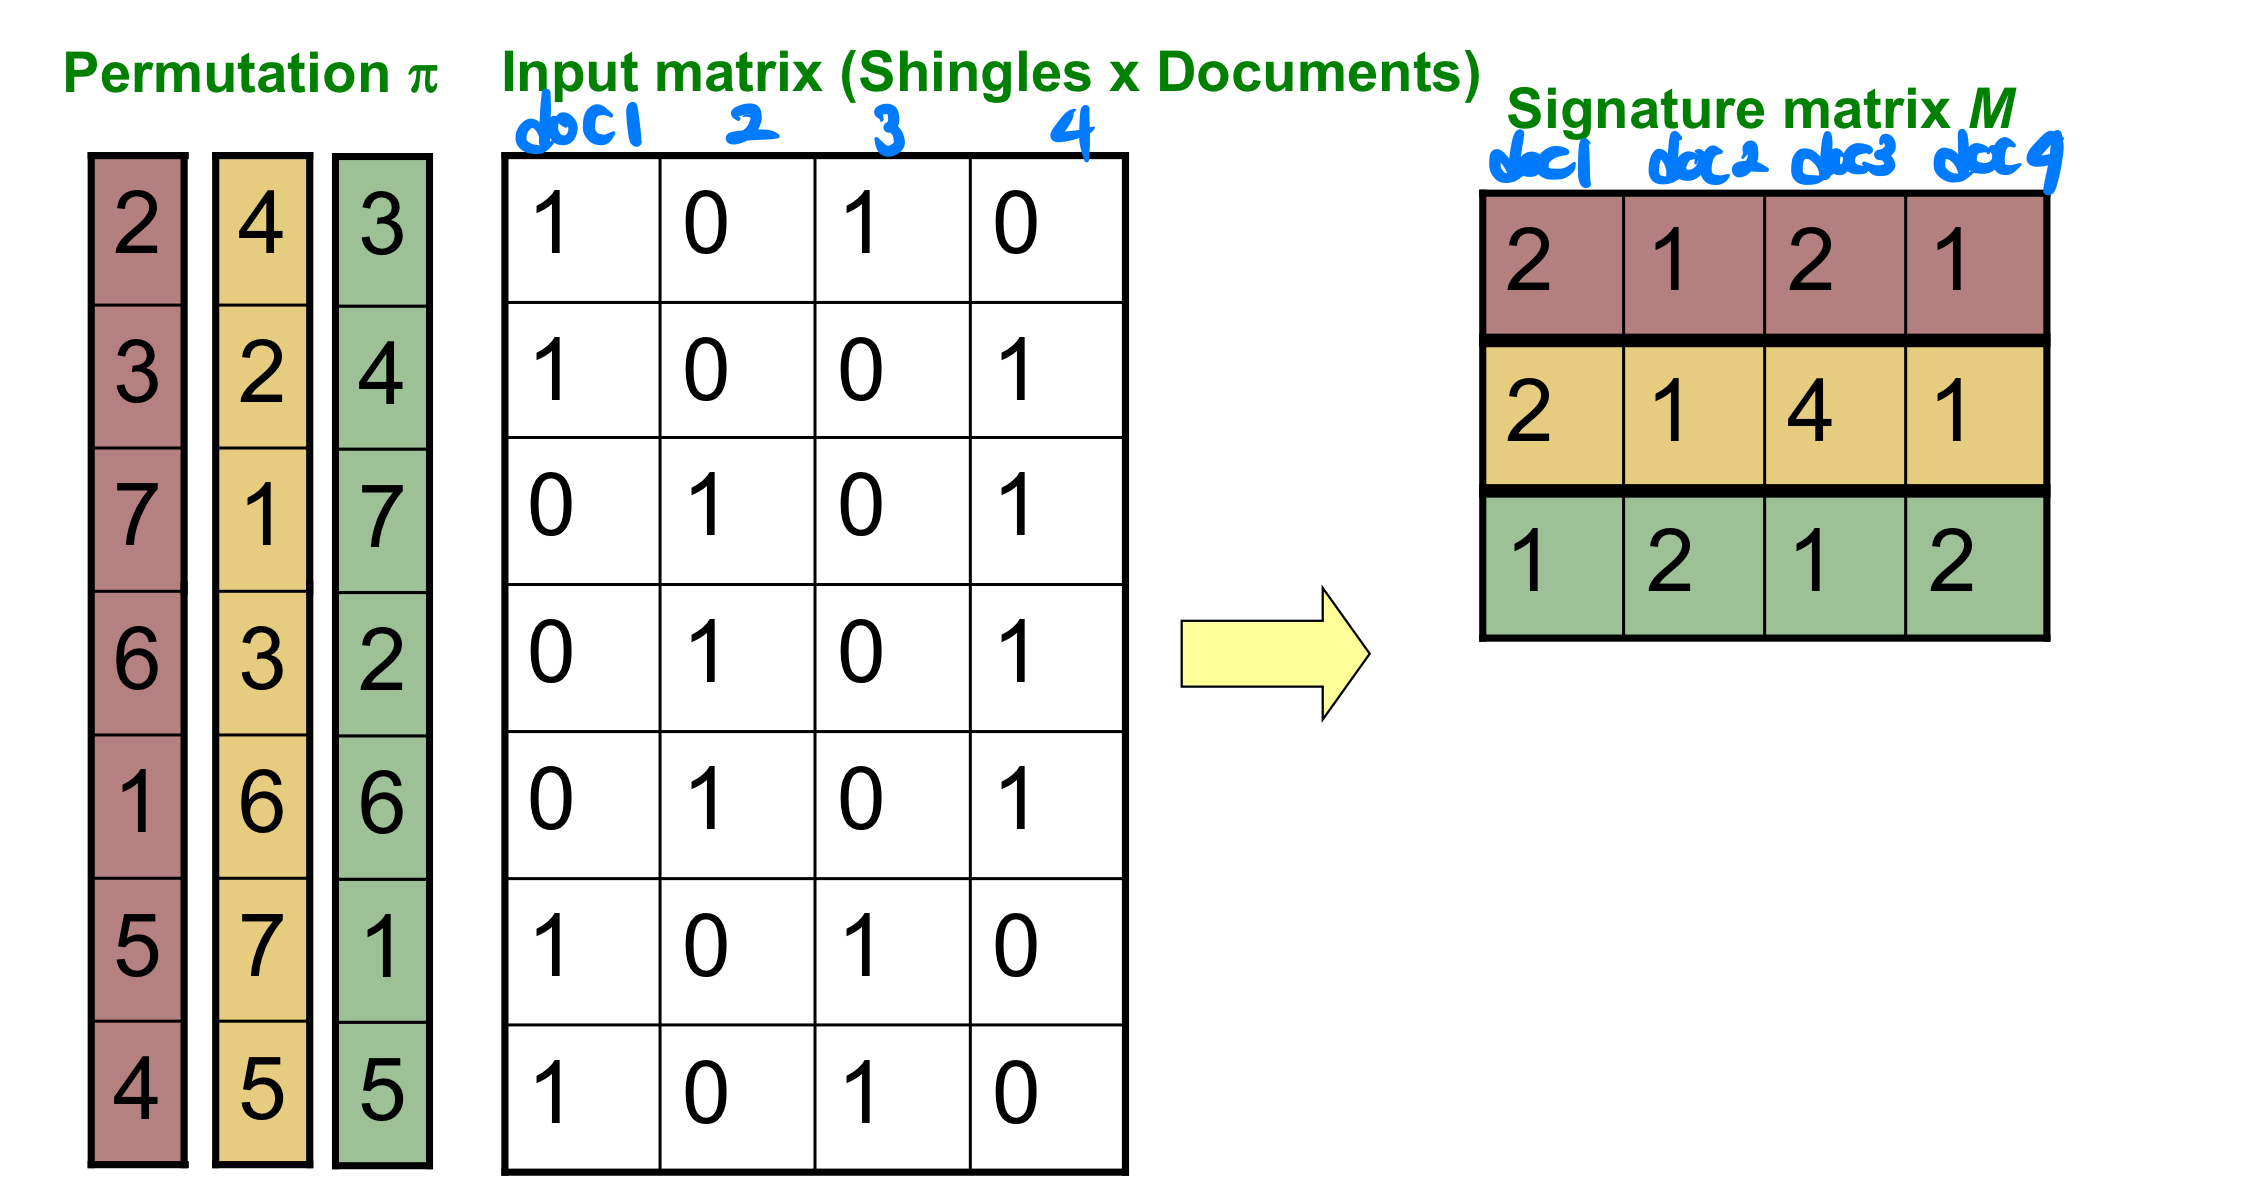 Permutation π Input matrix (Shingles x Documents)
Signature matrix M
doc1 2 3 4
doc1 doc2 doc3 doc4
2 4 3 1 0 1 0
3 2 4 1 0 0 1
7 1 7 0 1 0 1
6 3 2 0 1 0 1
1 6 6 0 1 0 1
5 7 1 1 0 1 0
4 5 5 1 0 1 0
2 1 2 1
2 1 4 1
1 2 1 2